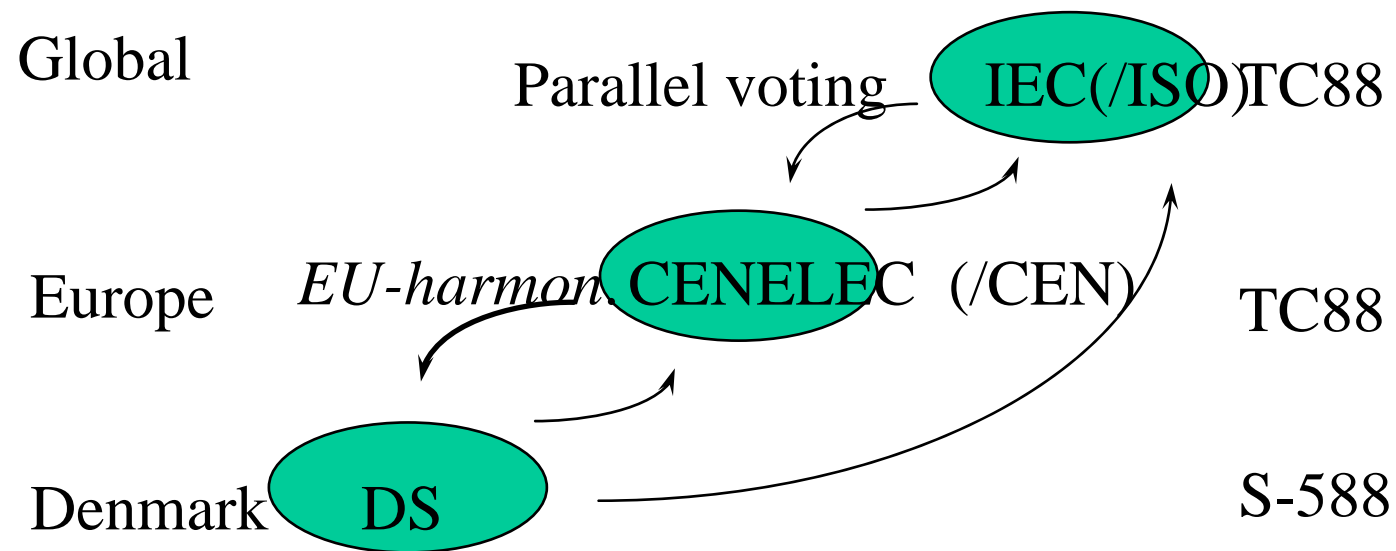 Global
Parallel voting IEC(/ISO)TC88
Europe EU-harmon. CENELEC (/CEN) TC88
Denmark DS S-588